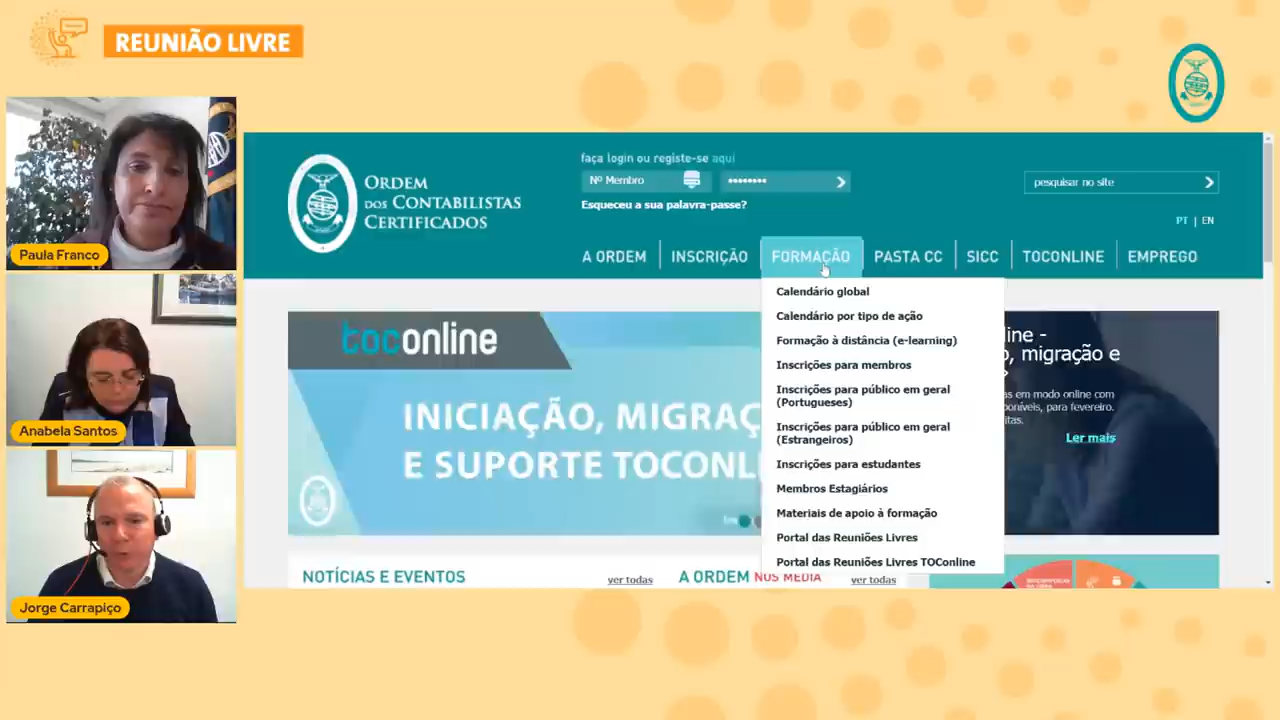 REUNIÃO LIVRE
Paula Franco
Anabela Santos
Jorge Carrapiço
ORDEM
DOS CONTABILISTAS
CERTIFICADOS
faça login ou registe-se aqui
Nº Membro
••••••••
Esqueceu a sua palavra-passe?
pesquisar no site
PT | EN
A ORDEM
INSCRIÇÃO
FORMAÇÃO
PASTA CC
SICC
TOCONLINE
EMPREGO
Calendário global
Calendário por tipo de ação
Formação à distância (e-learning)
Inscrições para membros
Inscrições para público em geral
(Portugueses)
Inscrições para público em geral
(Estrangeiros)
Inscrições para estudantes
Membros Estagiários
Materiais de apoio à formação
Portal das Reuniões Livres
Portal das Reuniões Livres TOConline
toconline
INICIAÇÃO, MIGRAÇ
E SUPORTE TOCONL
line -
o, migração e
as em modo online com
poníveis, para fevereiro.
itas.
Ler mais
NOTÍCIAS E EVENTOS
ver todas
A ORDEM NOS MEDIA
ver todas